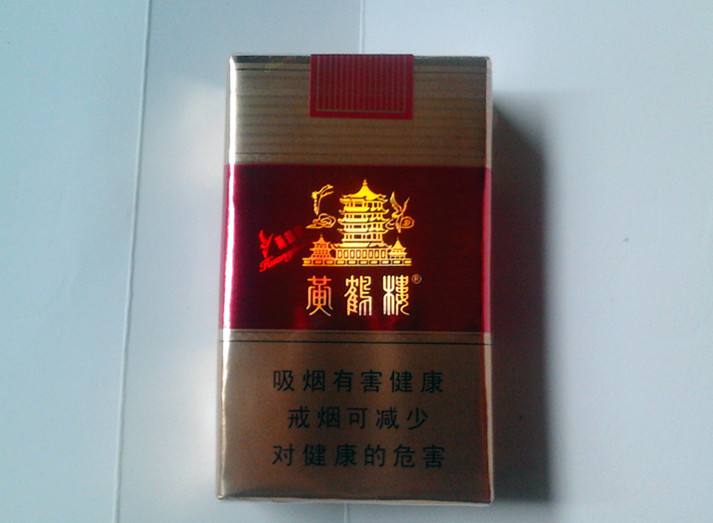 黃鶴樓®
吸烟有害健康
戒烟可减少
对健康的危害